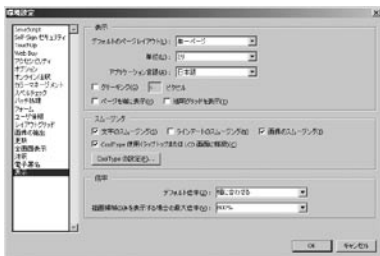 環境設定
JavaScript
Self-Sign セキュリティ
TouchUp
Web Buy
アクセシビリティ
オプション
オンライン注釈
カラーマネージメント
スペルチェック
バッチ処理
フォーム
ユーザ情報
レイアウトグリッド
画像の抽出
更新
全画面表示
注釈
電子署名
表示
表示
デフォルトのページレイアウト(L): 単一ページ
単位(U):
アプリケーション言語(A): 日本語
ピクセル
ページを端に表示(D)
スムージング
文字のスムージング(S)
ラインアートのスムージング(N)
画像のスムージング(I)
CoolType の設定(F)...
倍率
デフォルト倍率(Z): 幅に合わせる
OK
キャンセル